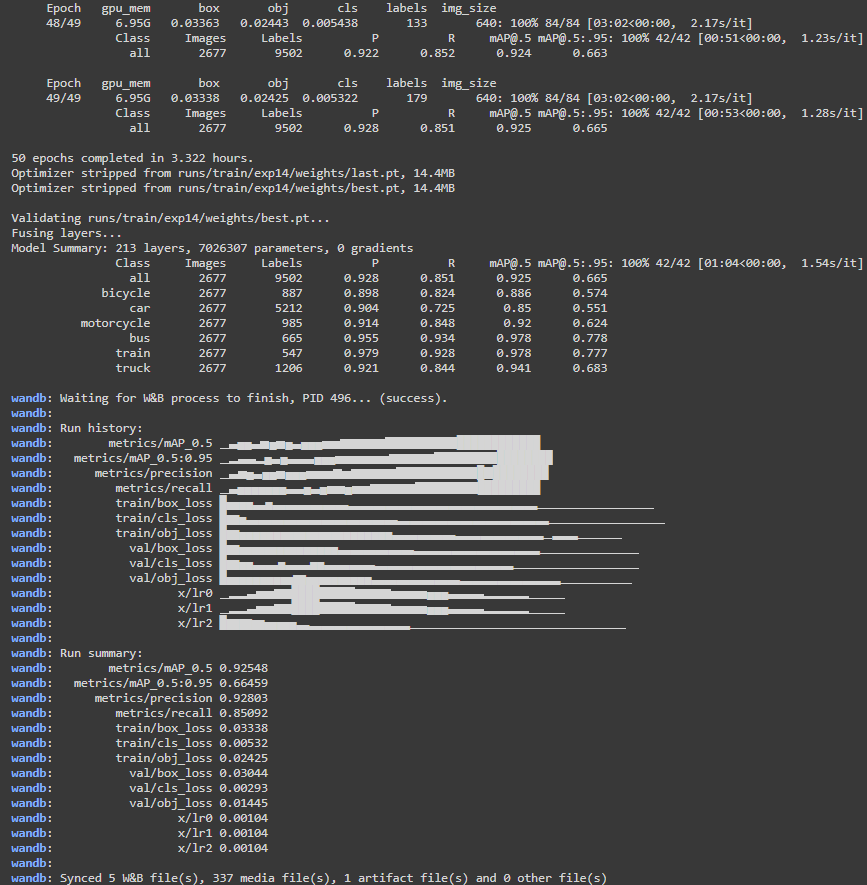 Epoch gpu_mem box obj cls labels img_size
48/49 6.95G 0.03363 0.02443 0.005438 133 640: 100% 84/84 [03:02<00:00, 2.17s/it]
Class Images Labels P R mAP@.5 mAP@.5:.95: 100% 42/42 [00:51<00:00, 1.23s/it]
all 2677 9502 0.922 0.852 0.924 0.663
Epoch gpu_mem box obj cls labels img_size
49/49 6.95G 0.03338 0.02425 0.005322 179 640: 100% 84/84 [03:02<00:00, 2.17s/it]
Class Images Labels P R mAP@.5 mAP@.5:.95: 100% 42/42 [00:53<00:00, 1.28s/it]
all 2677 9502 0.928 0.851 0.925 0.665
50 epochs completed in 3.322 hours.
Optimizer stripped from runs/train/exp14/weights/last.pt, 14.4MB
Optimizer stripped from runs/train/exp14/weights/best.pt, 14.4MB
Validating runs/train/exp14/weights/best.pt...
Fusing layers...
Model Summary: 213 layers, 7026307 parameters, 0 gradients
Class Images Labels P R mAP@.5 mAP@.5:.95: 100% 42/42 [01:04<00:00, 1.54s/it]
all 2677 9502 0.928 0.851 0.925 0.665
bicycle 2677 887 0.898 0.824 0.886 0.574
car 2677 5212 0.904 0.725 0.85 0.551
motorcycle 2677 985 0.914 0.848 0.92 0.624
bus 2677 665 0.955 0.934 0.978 0.778
train 2677 547 0.979 0.928 0.978 0.777
truck 2677 1206 0.921 0.844 0.941 0.683
wandb: Waiting for W&B process to finish, PID 496... (success).
wandb:
wandb: Run history:
wandb: metrics/mAP_0.5
wandb: metrics/mAP_0.5:0.95
wandb: metrics/precision
wandb: metrics/recall
wandb: train/box_loss
wandb: train/cls_loss
wandb: train/obj_loss
wandb: val/box_loss
wandb: val/cls_loss
wandb: val/obj_loss
wandb: x/lr0
wandb: x/lr1
wandb: x/lr2
wandb:
wandb: Run summary:
wandb: metrics/mAP_0.5 0.92548
wandb: metrics/mAP_0.5:0.95 0.66459
wandb: metrics/precision 0.92803
wandb: metrics/recall 0.85092
wandb: train/box_loss 0.03338
wandb: train/cls_loss 0.00532
wandb: train/obj_loss 0.02425
wandb: val/box_loss 0.03044
wandb: val/cls_loss 0.00293
wandb: val/obj_loss 0.01445
wandb: x/lr0 0.00104
wandb: x/lr1 0.00104
wandb: x/lr2 0.00104
wandb:
wandb: Synced 5 W&B file(s), 337 media file(s), 1 artifact file(s) and 0 other file(s)